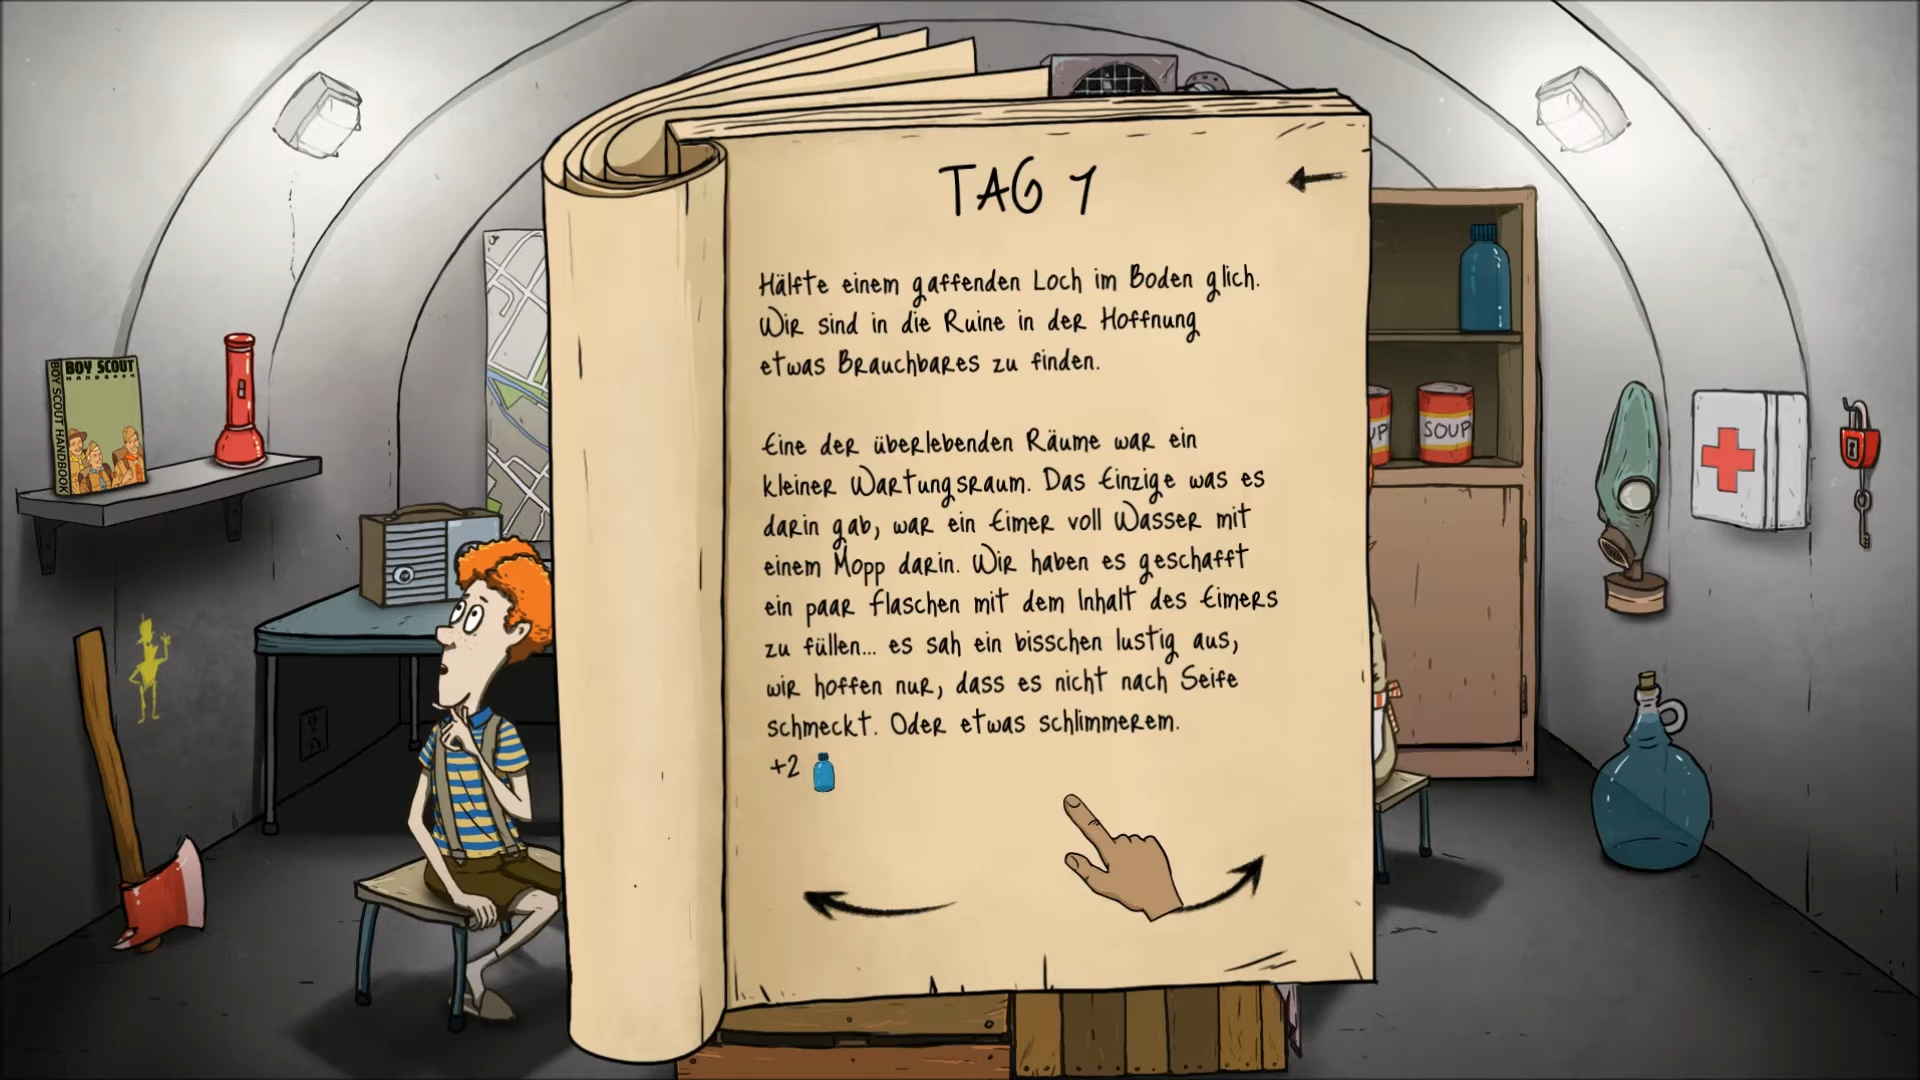 TAG 7
Hälfte einem gaffenden Loch im Boden glich.
Wir sind in die Ruine in der Hoffnung
etwas Brauchbares zu finden.
Eine der überlebenden Räume war ein
kleiner Wartungsraum. Das Einzige was es
darin gab, war ein Eimer voll Wasser mit
einem Mopp darin. Wir haben es geschafft
ein paar Flaschen mit dem Inhalt des Eimers
zu füllen... es sah ein bisschen lustig aus,
wir hoffen nur, dass es nicht nach Seife
schmeckt. Oder etwas schlimmerem.
+2
BOY SCOUT
HANDBOOK
BOY SCOUT HANDBOOK
UP
SOUP